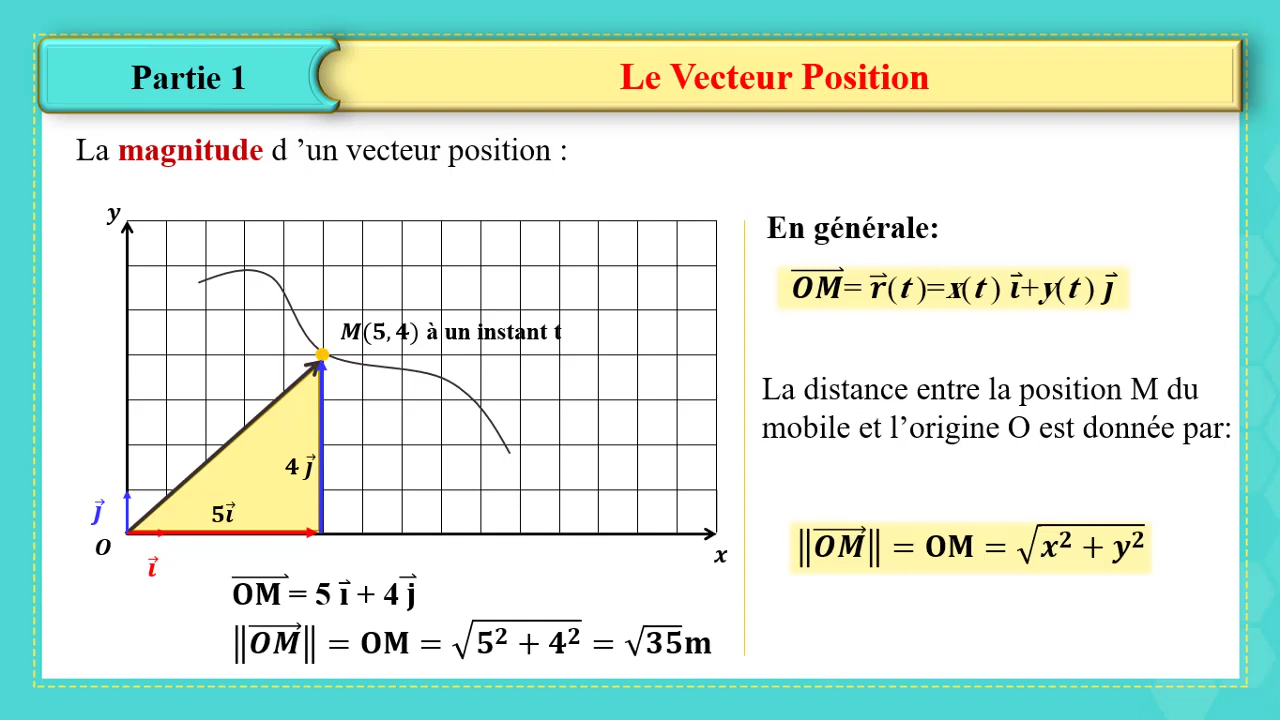 Partie 1
Le Vecteur Position
La magnitude d ’un vecteur position :
y
M(5,4) à un instant t
4 j⃗
5i⃗
j⃗
O
i⃗
x
OM⃗ = 5 i⃗ + 4 j⃗
‖OM⃗‖ = OM = √(5² + 4²) = √35m
En générale:
OM⃗= r⃗(t)=x(t) i⃗+y(t) j⃗
La distance entre la position M du
mobile et l’origine O est donnée par:
‖OM⃗‖ = OM = √(x² + y²)